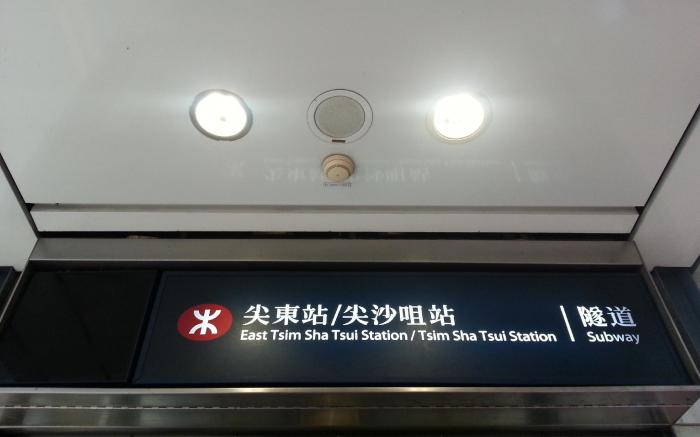 尖東站/尖沙咀站
East Tsim Sha Tsui Station / Tsim Sha Tsui Station
隧道
Subway